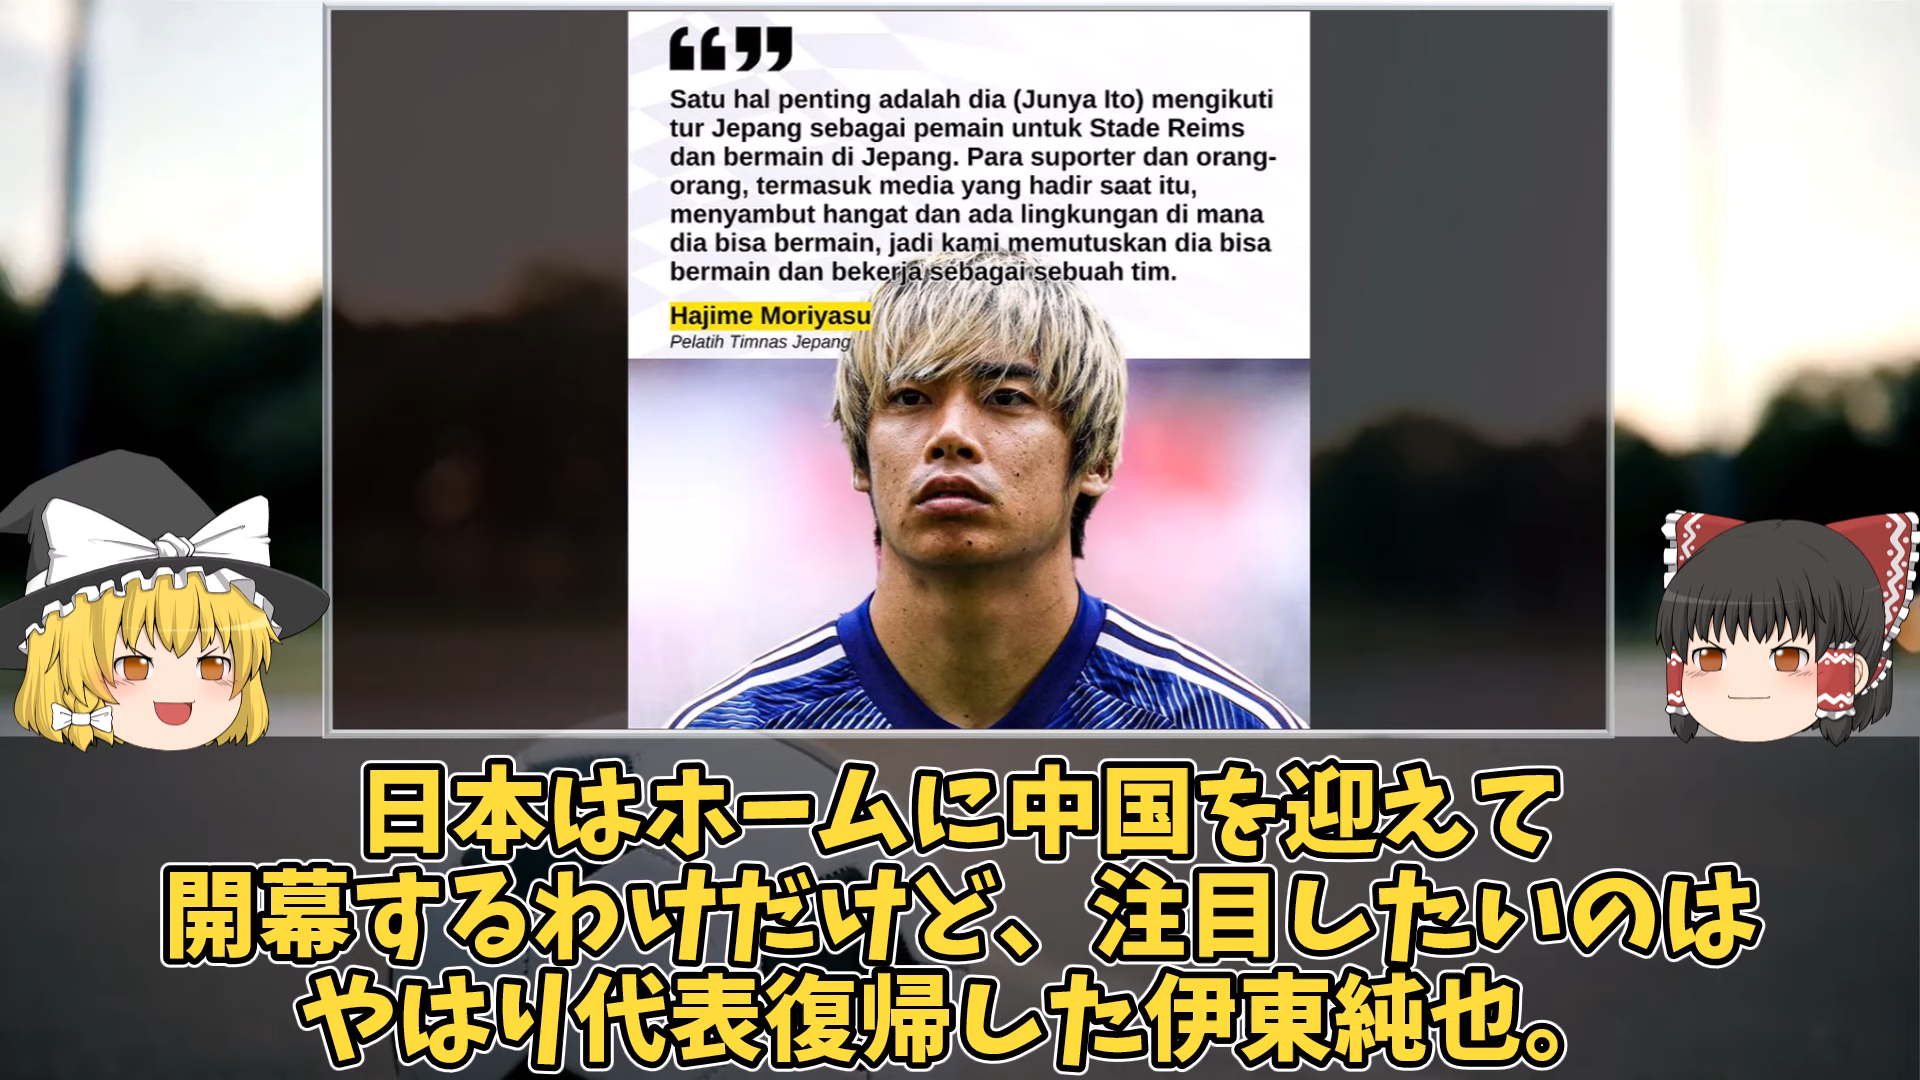 Satu hal penting adalah dia (Junya Ito) mengikuti
tur Jepang sebagai pemain untuk Stade Reims
dan bermain di Jepang. Para suporter dan orang-
orang, termasuk media yang hadir saat itu,
menyambut hangat dan ada lingkungan di mana
dia bisa bermain, jadi kami memutuskan dia bisa
bermain dan bekerja sebagai sebuah tim.
Hajime Moriyasu
Pelatih Timnas Jepang
日本はホームに中国を迎えて
開幕するわけだけど、注目したいのは
やはり代表復帰した伊東純也。